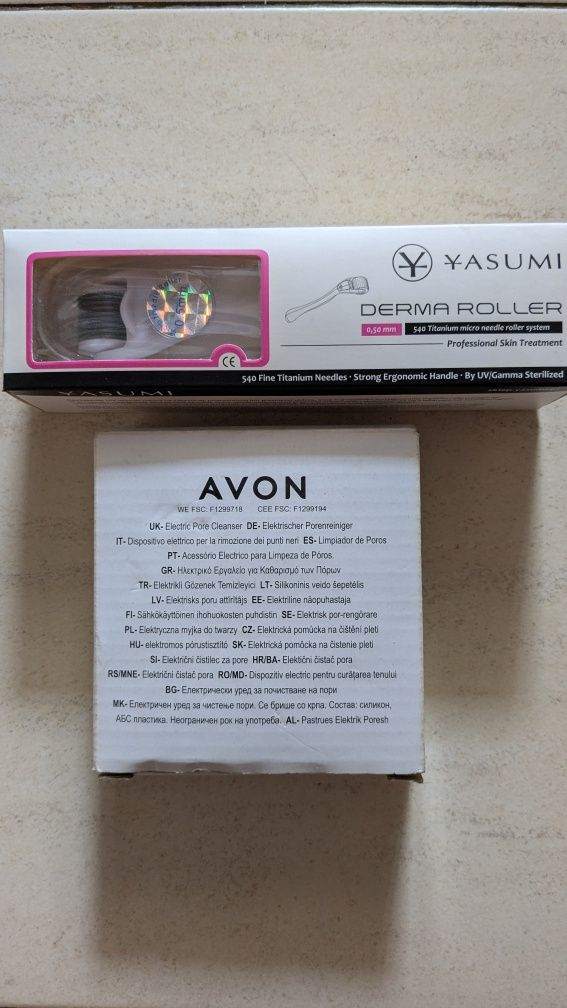 YASUMI
DERMA ROLLER
0,50 mm 540 Titanium micro needle roller system
Professional Skin Treatment
0.5mm
CE
540 Fine Titanium Needles · Strong Ergonomic Handle · By UV/Gamma Sterilized
YASUMI
AVON
WE FSC: F1299718 CEE FSC: F1299194
UK- Electric Pore Cleanser DE- Elektrischer Porenreiniger
IT- Dispositivo elettrico per la rimozione dei punti neri ES- Limpiador de Poros
PT- Acessório Electrico para Limpeza de Póros.
GR- Ηλεκτρικό Εργαλείο για Καθαρισμό των Πόρων
TR- Elektrikli Gözenek Temizleyici LT- Silikoninis veido šepetėlis
LV- Elektrisks poru attīrītājs EE- Elektriline näopuhastaja
FI- Sähkökäyttöinen ihohuokosten puhdistin SE- Elektrisk por-rengörare
PL- Elektryczna myjka do twarzy CZ- Elektrická pomůcka na čištění pleti
HU- elektromos pórustisztító SK- Elektrická pomôcka na čistenie pleti
SI- Električni čistilec za pore HR/BA- Elektični čistač pora
RS/MNE- Električni čistač pora RO/MD- Dispozitiv electric pentru curățarea tenului
BG- Електрически уред за почистване на пори
MK- Електричен уред за чистење пори. Се брише со крпа. Состав: силикон,
АБС пластика. Неограничен рок на употреба. AL- Pastrues Elektrik Poresh